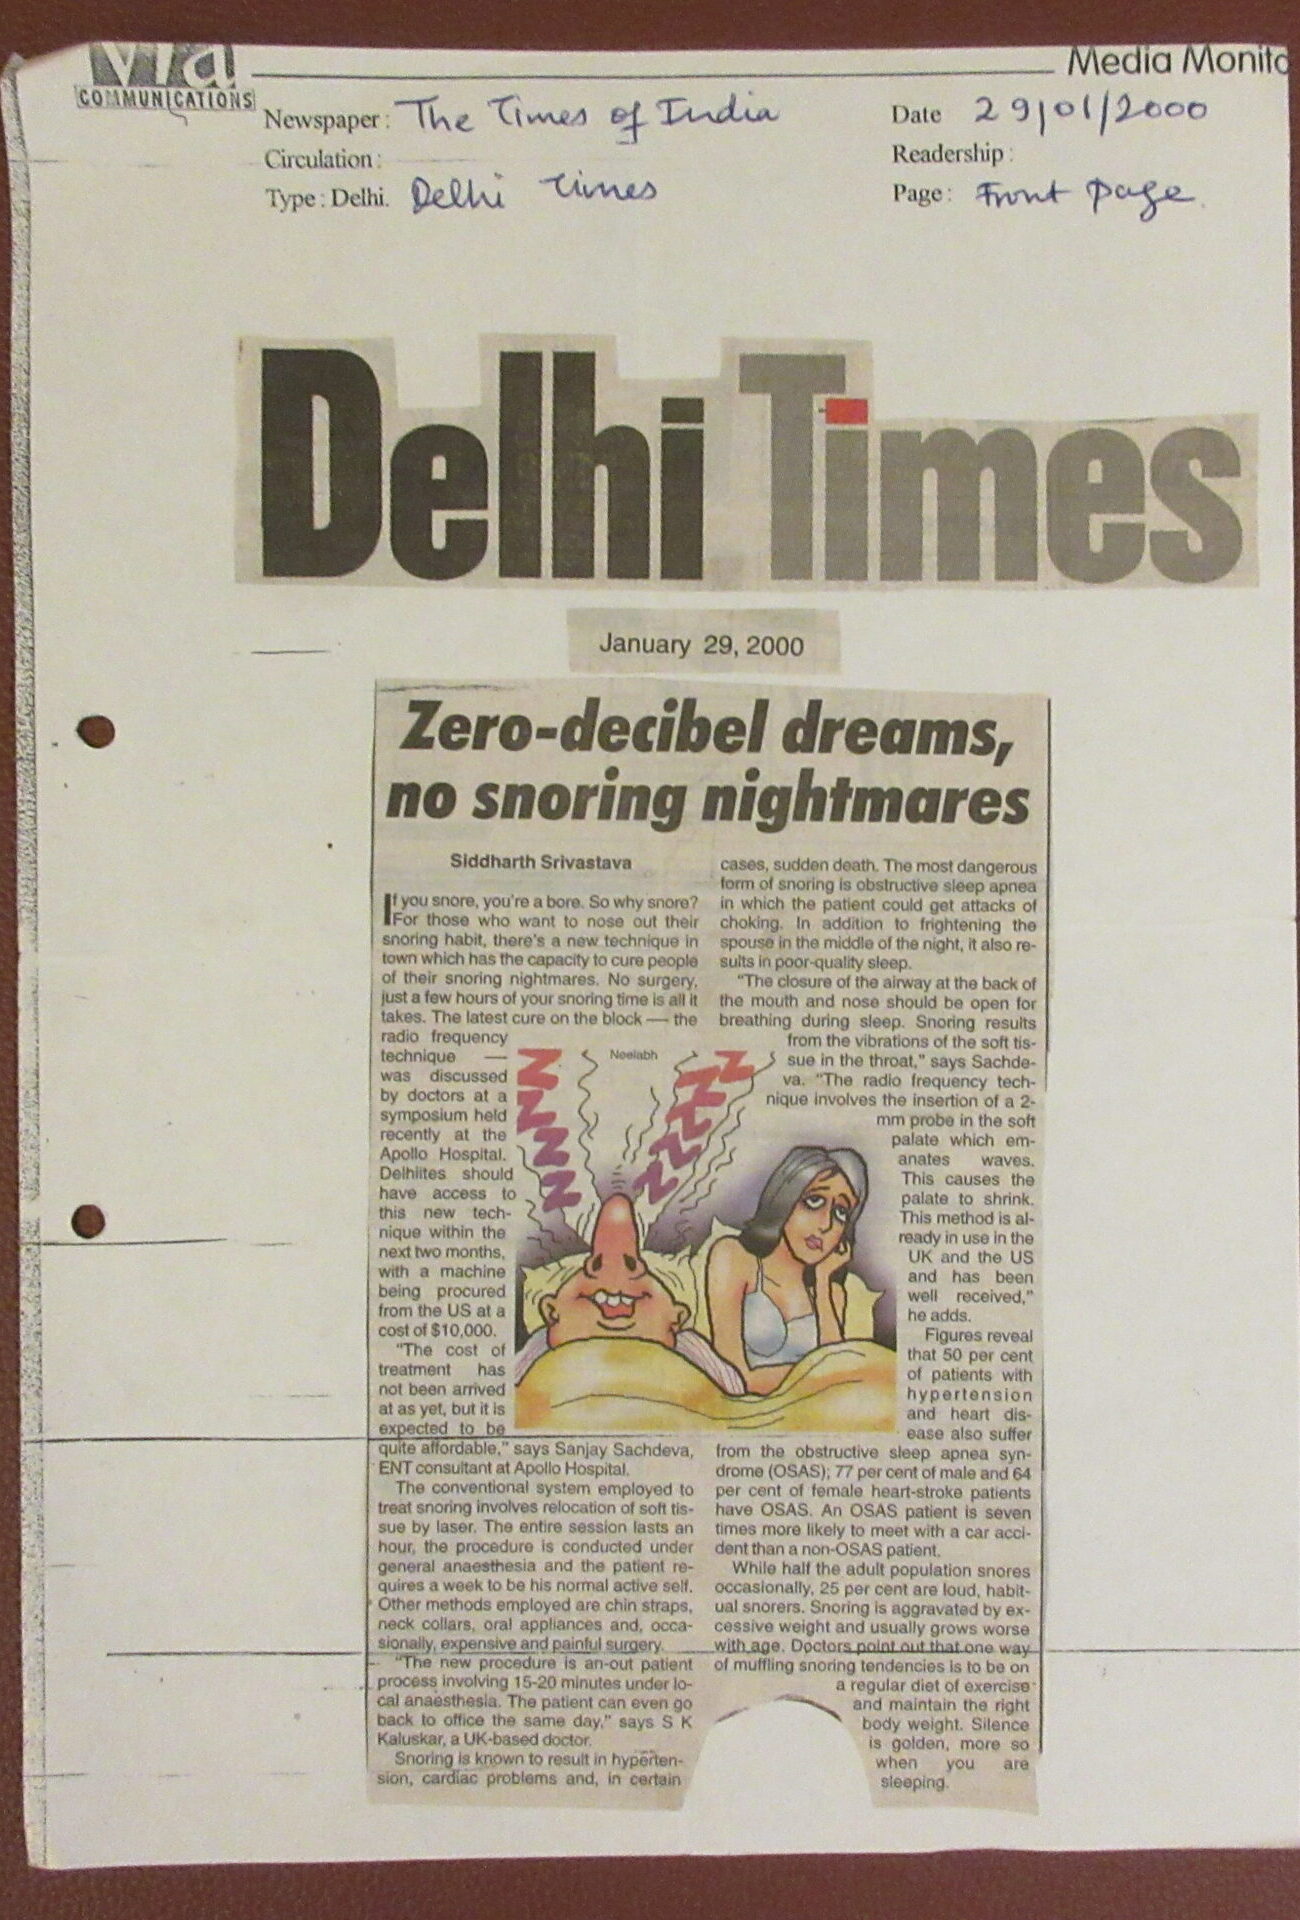 via
COMMUNICATIONS
Media Monito
Newspaper: The Times of India
Date 29/01/2000
Circulation:
Readership:
Type: Delhi. Delhi Times
Page: Front Page
Delhi Times
January 29, 2000
Zero-decibel dreams,
no snoring nightmares
Siddharth Srivastava
If you snore, you're a bore. So why snore?
For those who want to nose out their
snoring habit, there's a new technique in
town which has the capacity to cure people
of their snoring nightmares. No surgery,
just a few hours of your snoring time is all it
takes. The latest cure on the block — the
radio frequency
technique —
was discussed
by doctors at a
symposium held
recently at the
Apollo Hospital.
Delhiites should
have access to
this new tech-
nique within the
next two months,
with a machine
being procured
from the US at a
cost of $10,000.
"The cost of
treatment has
not been arrived
at as yet, but it is
expected to be
quite affordable," says Sanjay Sachdeva,
ENT consultant at Apollo Hospital.
The conventional system employed to
treat snoring involves relocation of soft tis-
sue by laser. The entire session lasts an
hour, the procedure is conducted under
general anaesthesia and the patient re-
quires a week to be his normal active self.
Other methods employed are chin straps,
neck collars, oral appliances and, occa-
sionally, expensive and painful surgery.
"The new procedure is an-out patient
process involving 15-20 minutes under lo-
cal anaesthesia. The patient can even go
back to office the same day," says S K
Kaluskar, a UK-based doctor.
Snoring is known to result in hyperten-
sion, cardiac problems and, in certain
cases, sudden death. The most dangerous
form of snoring is obstructive sleep apnea
in which the patient could get attacks of
choking. In addition to frightening the
spouse in the middle of the night, it also re-
sults in poor-quality sleep.
"The closure of the airway at the back of
the mouth and nose should be open for
breathing during sleep. Snoring results
from the vibrations of the soft tis-
sue in the throat," says Sachde-
va. "The radio frequency tech-
nique involves the insertion of a 2-
mm probe in the soft
palate which em-
anates waves.
This causes the
palate to shrink.
This method is al-
ready in use in the
UK and the US
and has been
well received,"
he adds.
Figures reveal
that 50 per cent
of patients with
hypertension
and heart dis-
ease also suffer
from the obstructive sleep apnea syn-
drome (OSAS); 77 per cent of male and 64
per cent of female heart-stroke patients
have OSAS. An OSAS patient is seven
times more likely to meet with a car acci-
dent than a non-OSAS patient.
While half the adult population snores
occasionally, 25 per cent are loud, habit-
ual snorers. Snoring is aggravated by ex-
cessive weight and usually grows worse
with age. Doctors point out that one way
of muffling snoring tendencies is to be on
a regular diet of exercise
and maintain the right
body weight. Silence
is golden, more so
when you are
sleeping.
Neelabh
Z Z Z Z
Z Z Z Z Z